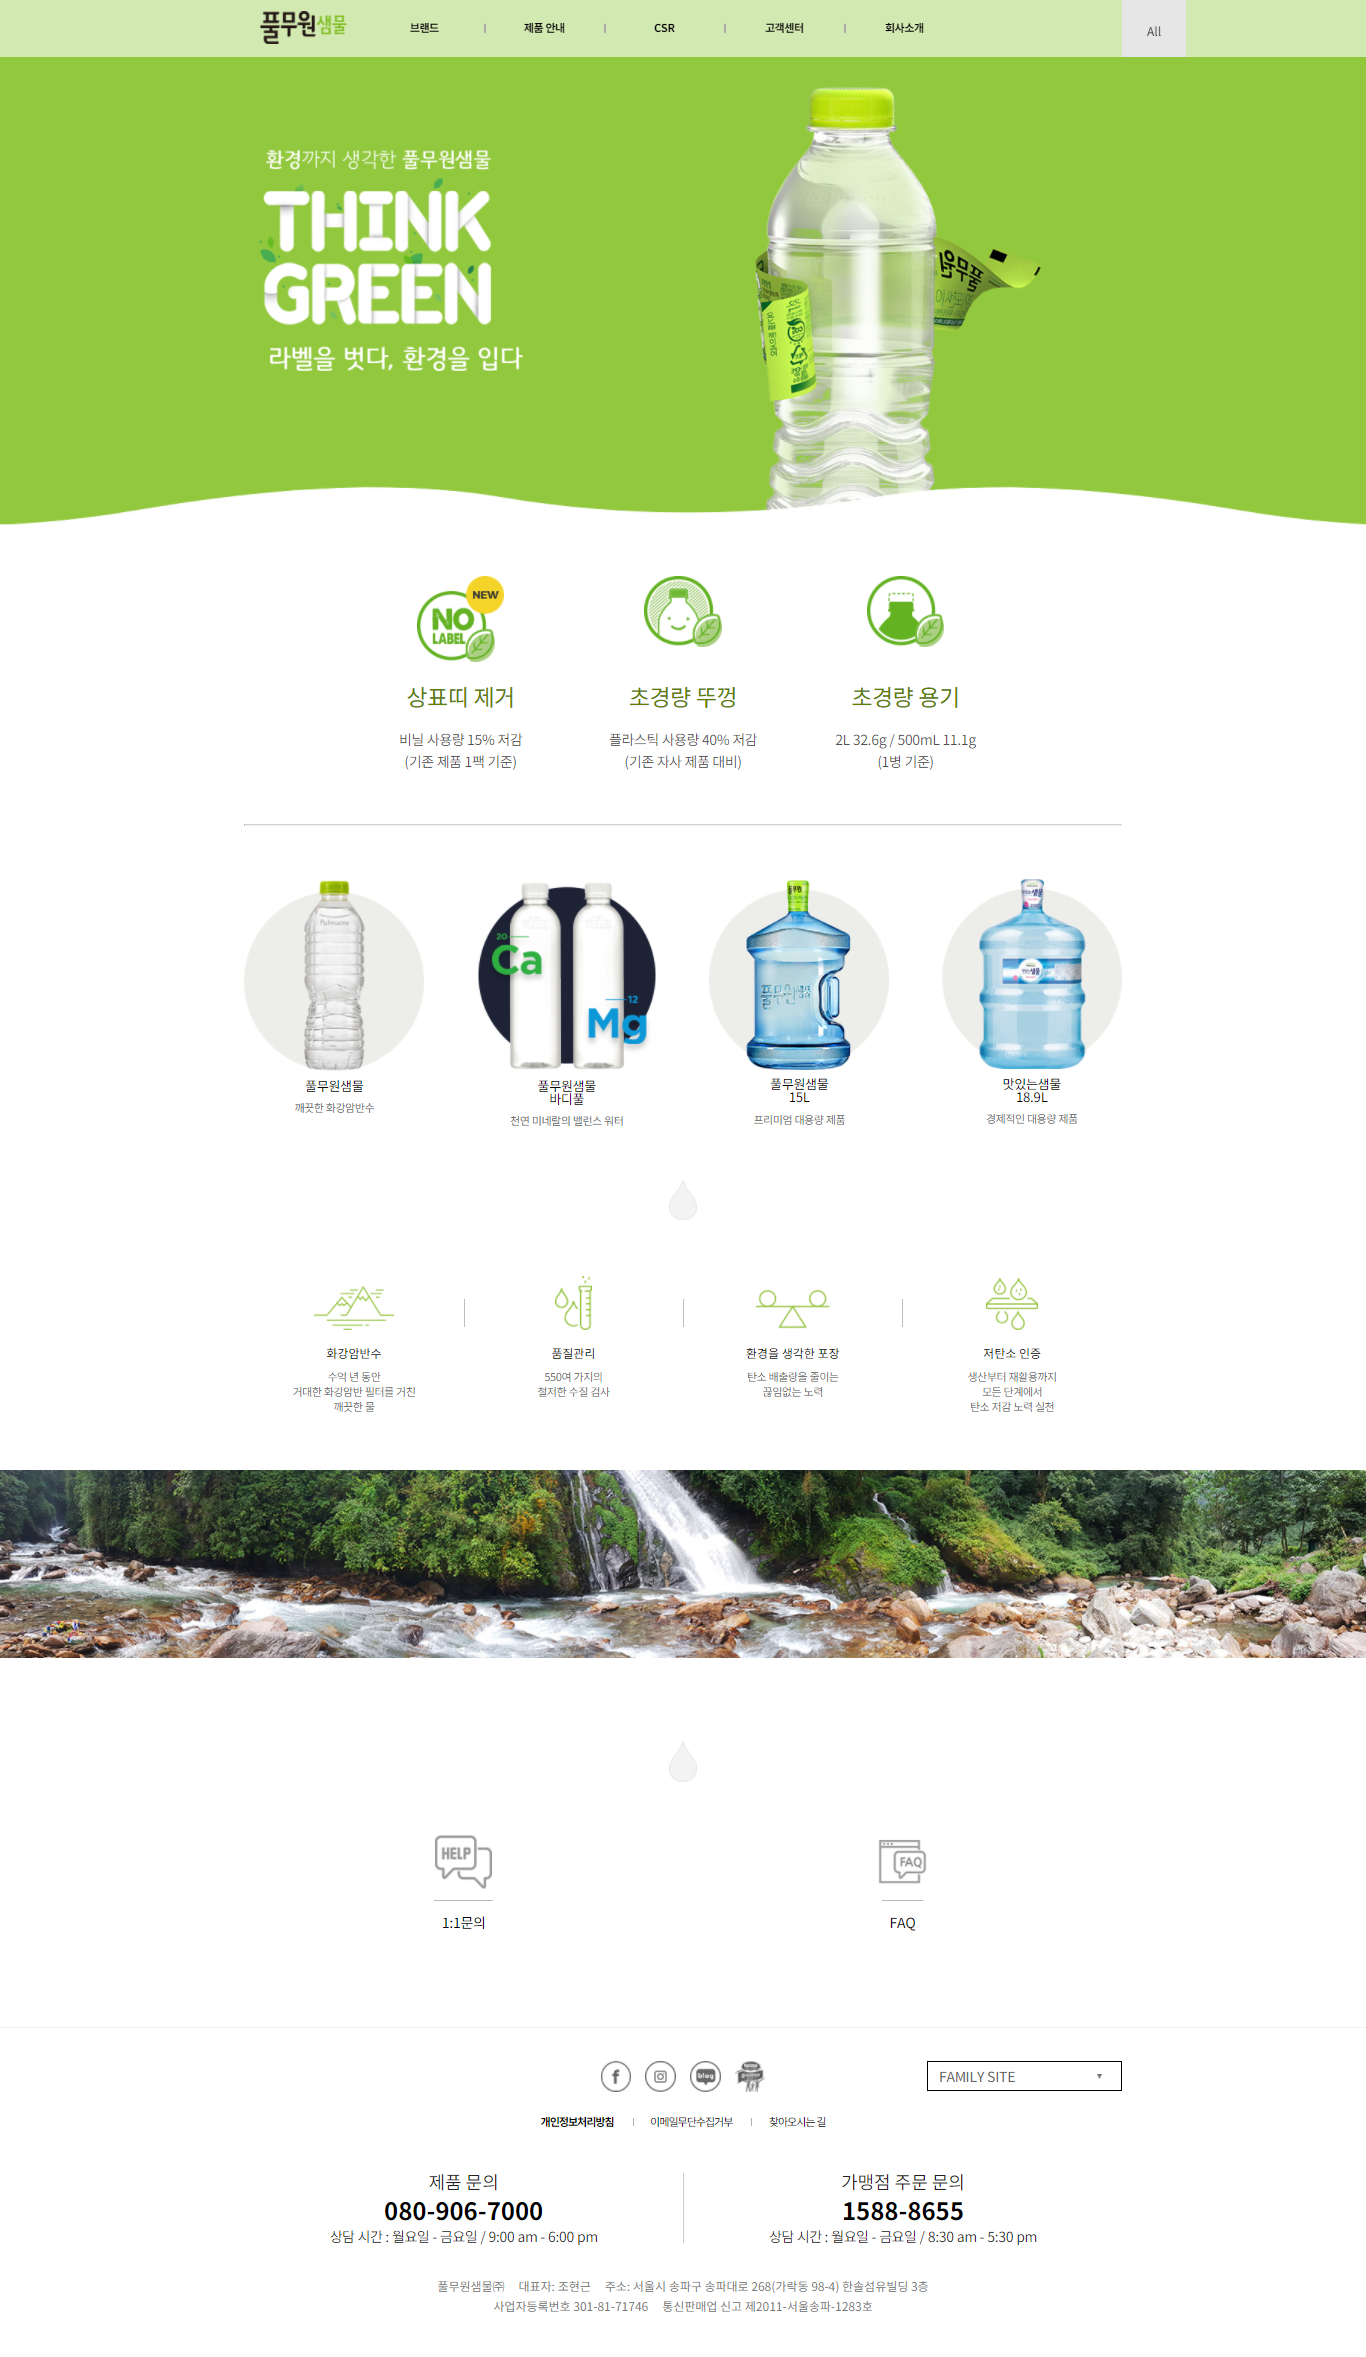 풀무원샘물
브랜드
제품 안내
CSR
고객센터
회사소개
All
환경까지 생각한 풀무원샘물
THINK
GREEN
라벨을 벗다, 환경을 입다
풀무원
NO
LABEL
NEW
상표띠 제거
비닐 사용량 15% 저감
(기존 제품 1팩 기준)
초경량 뚜껑
플라스틱 사용량 40% 저감
(기존 자사 제품 대비)
초경량 용기
2L 32.6g / 500mL 11.1g
(1병 기준)
Pulmuone
풀무원샘물
깨끗한 화강암반수
20
Ca
12
Mg
풀무원샘물
바디풀
천연 미네랄의 밸런스 워터
풀무원
풀무원샘물
풀무원샘물
15L
프리미엄 대용량 제품
샘물
맛있는샘물
18.9L
경제적인 대용량 제품
화강암반수
수억 년 동안
거대한 화강암반 필터를 거친
깨끗한 물
품질관리
550여 가지의
철저한 수질 검사
환경을 생각한 포장
탄소 배출량을 줄이는
끊임없는 노력
저탄소 인증
생산부터 재활용까지
모든 단계에서
탄소 저감 노력 실천
HELP
1:1문의
FAQ
FAQ
blog
FAMILY SITE
개인정보처리방침
이메일무단수집거부
찾아오시는 길
제품 문의
080-906-7000
상담 시간 : 월요일 - 금요일 / 9:00 am - 6:00 pm
가맹점 주문 문의
1588-8655
상담 시간 : 월요일 - 금요일 / 8:30 am - 5:30 pm
풀무원샘물㈜ 대표자: 조현근 주소: 서울시 송파구 송파대로 268(가락동 98-4) 한솔섬유빌딩 3층
사업자등록번호 301-81-71746 통신판매업 신고 제2011-서울송파-1283호